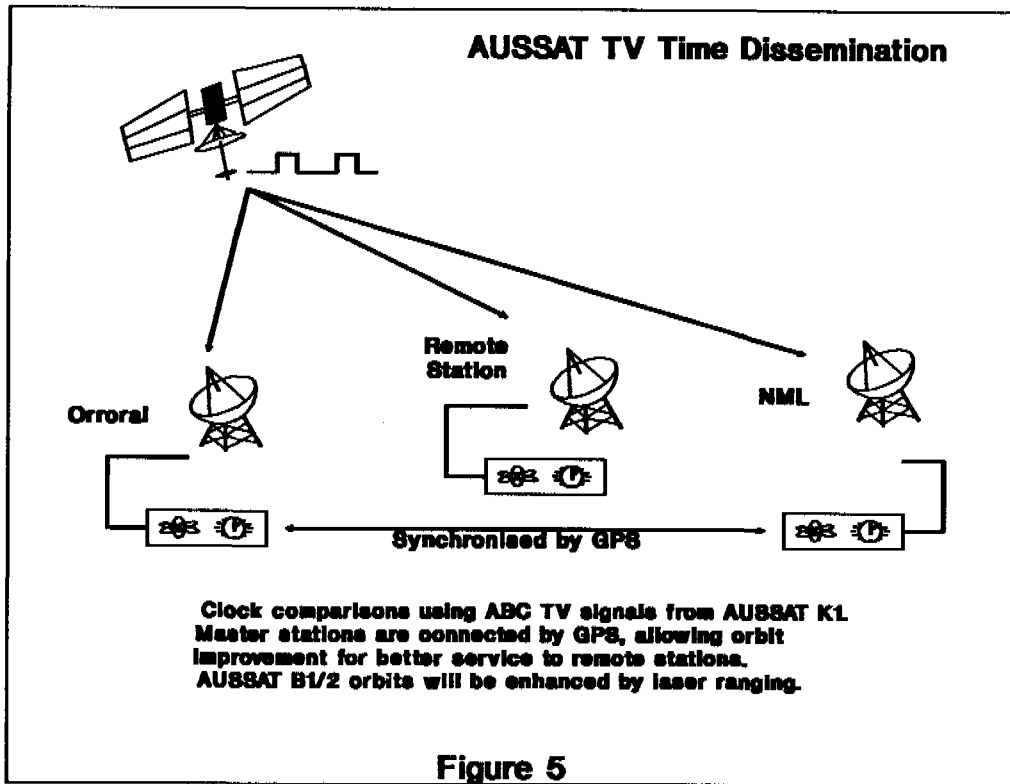 AUSSAT TV Time Dissemination
Remote
Station
NML
Orroral
Synchronised by GPS
Clock comparisons using ABC TV signals from AUSSAT K1.
Master stations are connected by GPS, allowing orbit
improvement for better service to remote stations.
AUSSAT B1/2 orbits will be enhanced by laser ranging.
Figure 5